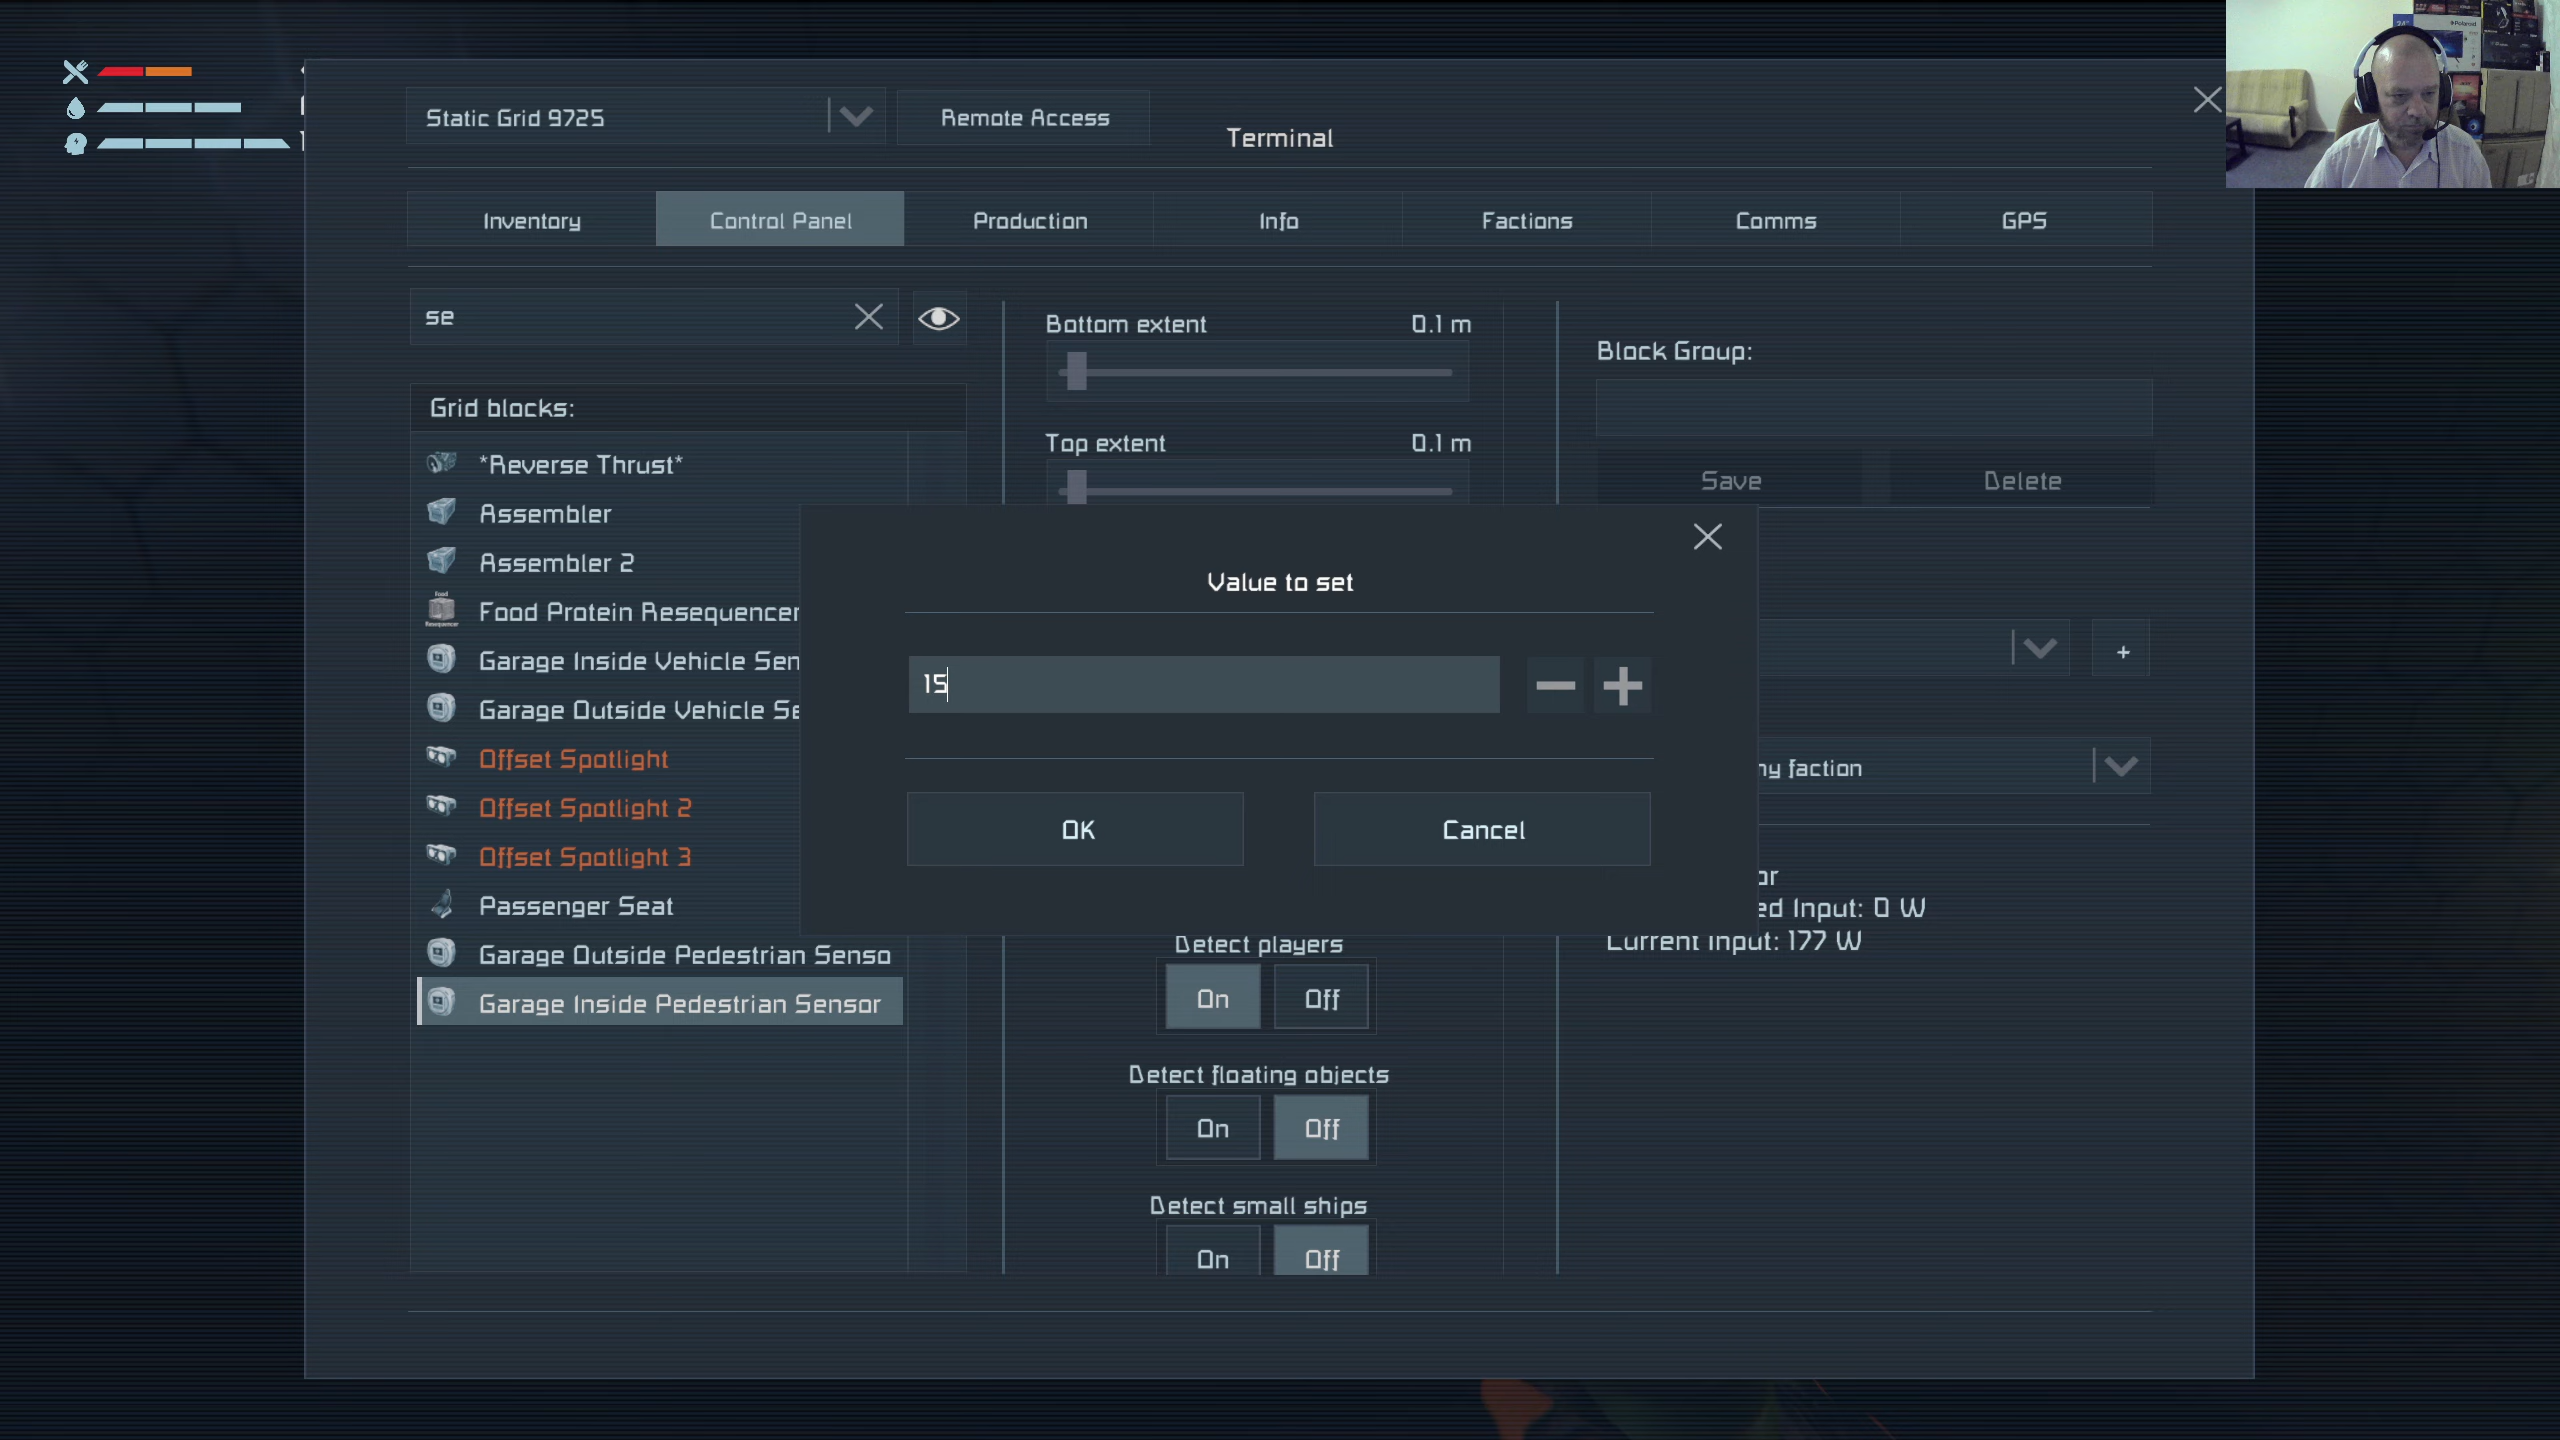 Static Grid 9725
Remote Access
Terminal
Inventory
Control Panel
Production
Info
Factions
Comms
GPS
se
Grid blocks:
*Reverse Thrust*
Assembler
Assembler 2
Food Protein Resequencer
Garage Inside Vehicle Sen
Garage Outside Vehicle Se
Offset Spotlight
Offset Spotlight 2
Offset Spotlight 3
Passenger Seat
Garage Outside Pedestrian Senso
Garage Inside Pedestrian Sensor
Bottom extent 0.1 m
Top extent 0.1 m
Value to set
15
OK
Cancel
Detect players
On Off
Detect floating objects
On Off
Detect small ships
On Off
Block Group:
Save
Delete
+
ny faction
or
ed Input: 0 W
Current Input: 177 W